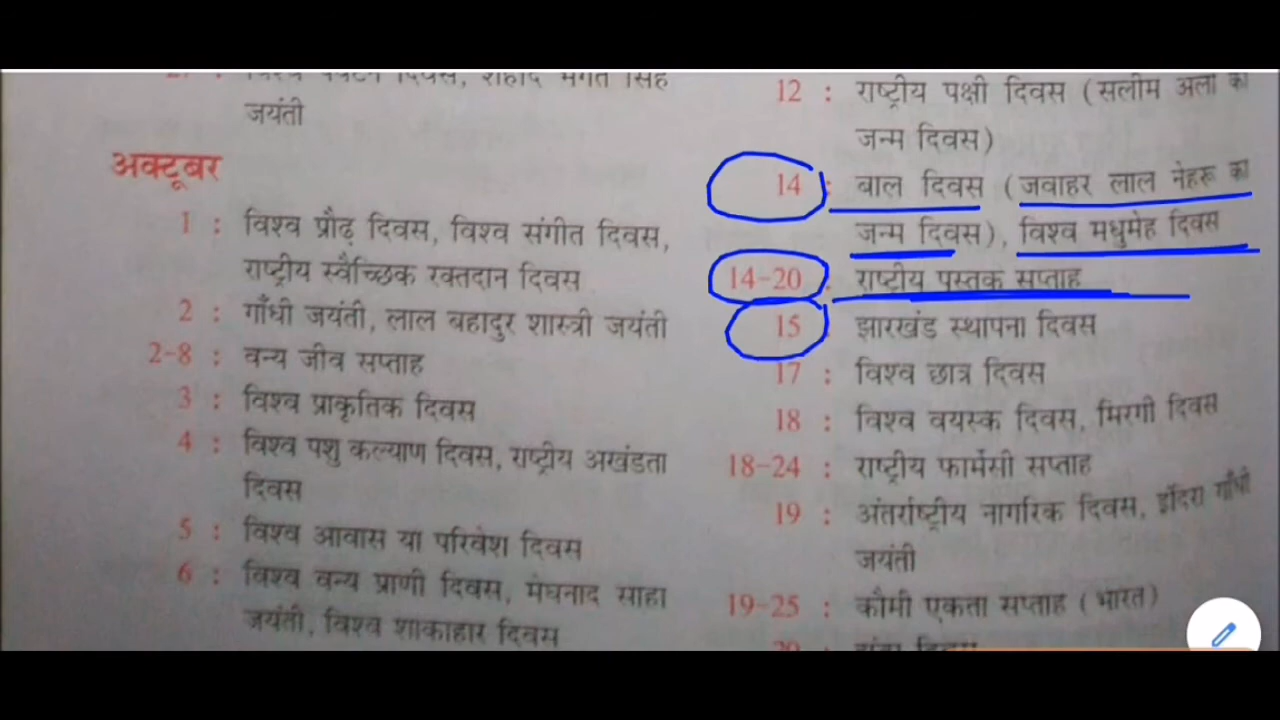 जयंती
अक्टूबर
1 : विश्व प्रौढ़ दिवस, विश्व संगीत दिवस,
राष्ट्रीय स्वैच्छिक रक्तदान दिवस
2 : गाँधी जयंती, लाल बहादुर शास्त्री जयंती
2-8 : वन्य जीव सप्ताह
3 : विश्व प्राकृतिक दिवस
4 : विश्व पशु कल्याण दिवस, राष्ट्रीय अखंडता
दिवस
5 : विश्व आवास या परिवेश दिवस
6 : विश्व वन्य प्राणी दिवस, मेघनाद साहा
जयंती, विश्व शाकाहार दिवस
12 : राष्ट्रीय पक्षी दिवस (सलीम अली का
जन्म दिवस)
14 : बाल दिवस (जवाहर लाल नेहरू का
जन्म दिवस), विश्व मधुमेह दिवस
14-20 : राष्ट्रीय पुस्तक सप्ताह
15 : झारखंड स्थापना दिवस
17 : विश्व छात्र दिवस
18 : विश्व वयस्क दिवस, मिरगी दिवस
18-24 : राष्ट्रीय फार्मेसी सप्ताह
19 : अंतर्राष्ट्रीय नागरिक दिवस, इंदिरा गाँधी
जयंती
19-25 : कौमी एकता सप्ताह (भारत)